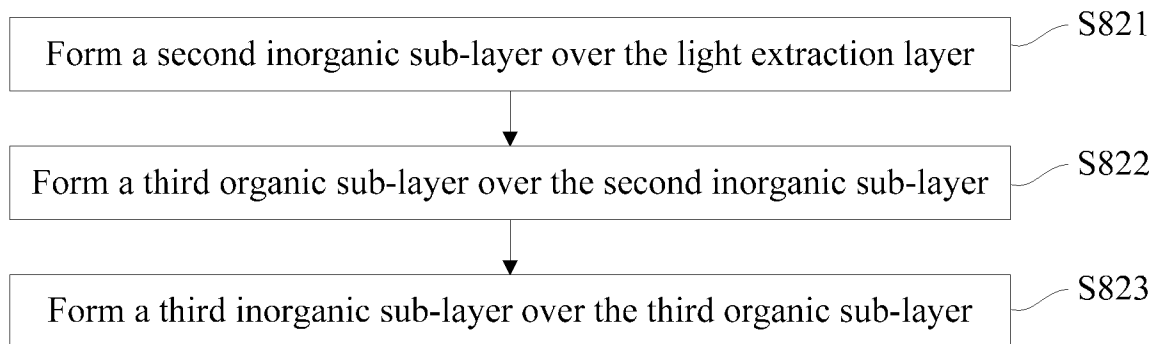 S821
Form a second inorganic sub-layer over the light extraction layer
S822
Form a third organic sub-layer over the second inorganic sub-layer
S823
Form a third inorganic sub-layer over the third organic sub-layer